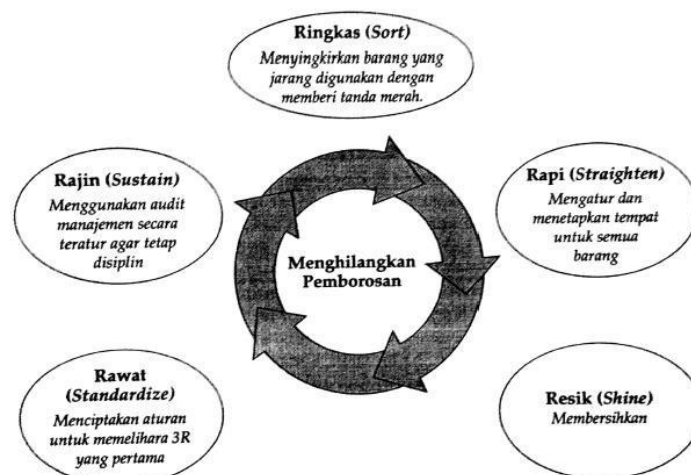 Ringkas (Sort)
Menyingkirkan barang yang
jarang digunakan dengan
memberi tanda merah.
Rapi (Straighten)
Mengatur dan
menetapkan tempat
untuk semua
barang
Resik (Shine)
Membersihkan
Rawat
(Standardize)
Menciptakan aturan
untuk memelihara 3R
yang pertama
Rajin (Sustain)
Menggunakan audit
manajemen secara
teratur agar tetap
disiplin
Menghilangkan
Pemborosan